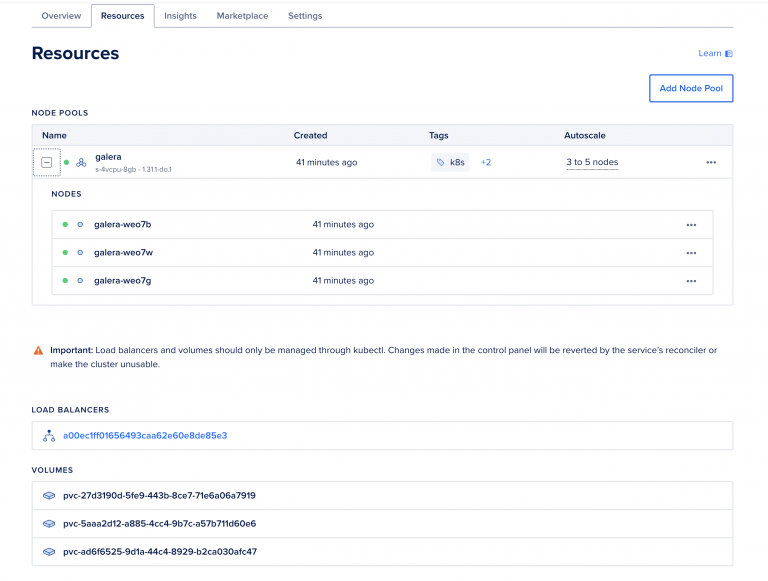 Overview Resources Insights Marketplace Settings
Resources
Learn
Add Node Pool
NODE POOLS
Name Created Tags Autoscale
galera 41 minutes ago k8s +2 3 to 5 nodes
s-4vcpu-8gb - 1.31.1-do.1
NODES
galera-weo7b 41 minutes ago
galera-weo7w 41 minutes ago
galera-weo7g 41 minutes ago
Important: Load balancers and volumes should only be managed through kubectl. Changes made in the control panel will be reverted by the service's reconciler or
make the cluster unusable.
LOAD BALANCERS
a00ec1ff01656493caa62e60e8de85e3
VOLUMES
pvc-27d3190d-5fe9-443b-8ce7-71e6a06a7919
pvc-5aaa2d12-a885-4cc4-9b7c-a57b711d60e6
pvc-ad6f6525-9d1a-44c4-8929-b2ca030afc47